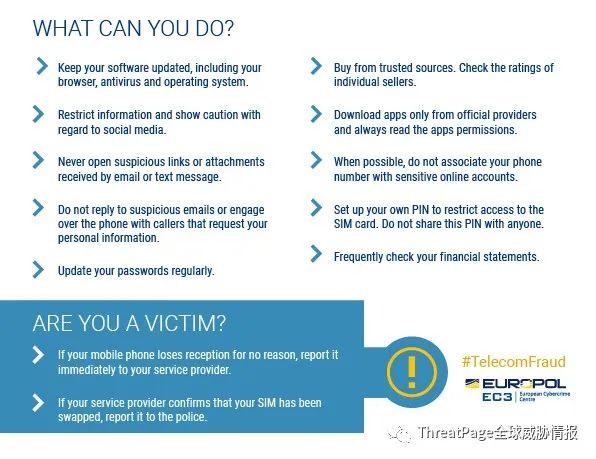 WHAT CAN YOU DO?
Keep your software updated, including your
browser, antivirus and operating system.
Restrict information and show caution with
regard to social media.
Never open suspicious links or attachments
received by email or text message.
Do not reply to suspicious emails or engage
over the phone with callers that request your
personal information.
Update your passwords regularly.
Buy from trusted sources. Check the ratings of
individual sellers.
Download apps only from official providers
and always read the apps permissions.
When possible, do not associate your phone
number with sensitive online accounts.
Set up your own PIN to restrict access to the
SIM card. Do not share this PIN with anyone.
Frequently check your financial statements.
ARE YOU A VICTIM?
If your mobile phone loses reception for no reason, report it
immediately to your service provider.
If your service provider confirms that your SIM has been
swapped, report it to the police.
!
#TelecomFraud
EUROPOL
EC3 European Cybercrime
Centre
ThreatPage全球威胁情报